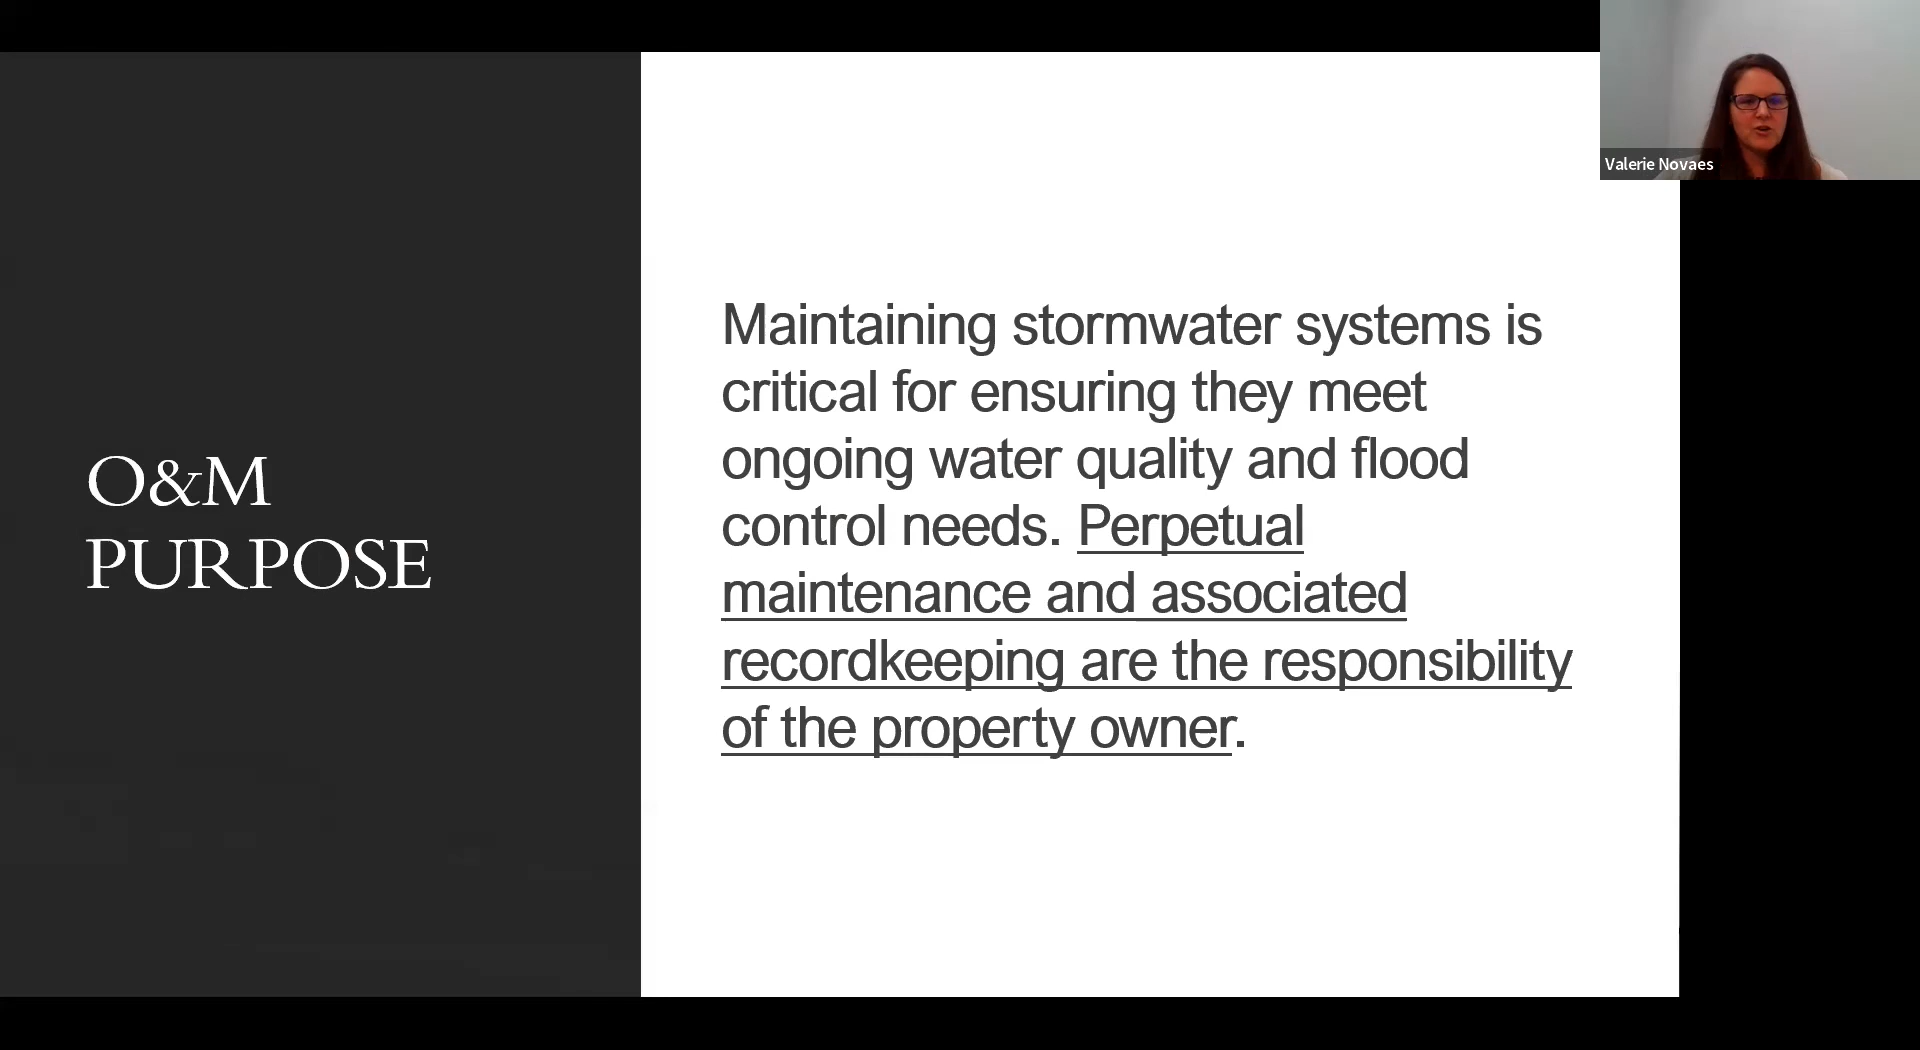 O&M
PURPOSE
Maintaining stormwater systems is
critical for ensuring they meet
ongoing water quality and flood
control needs. Perpetual
maintenance and associated
recordkeeping are the responsibility
of the property owner.
Valerie Novaes